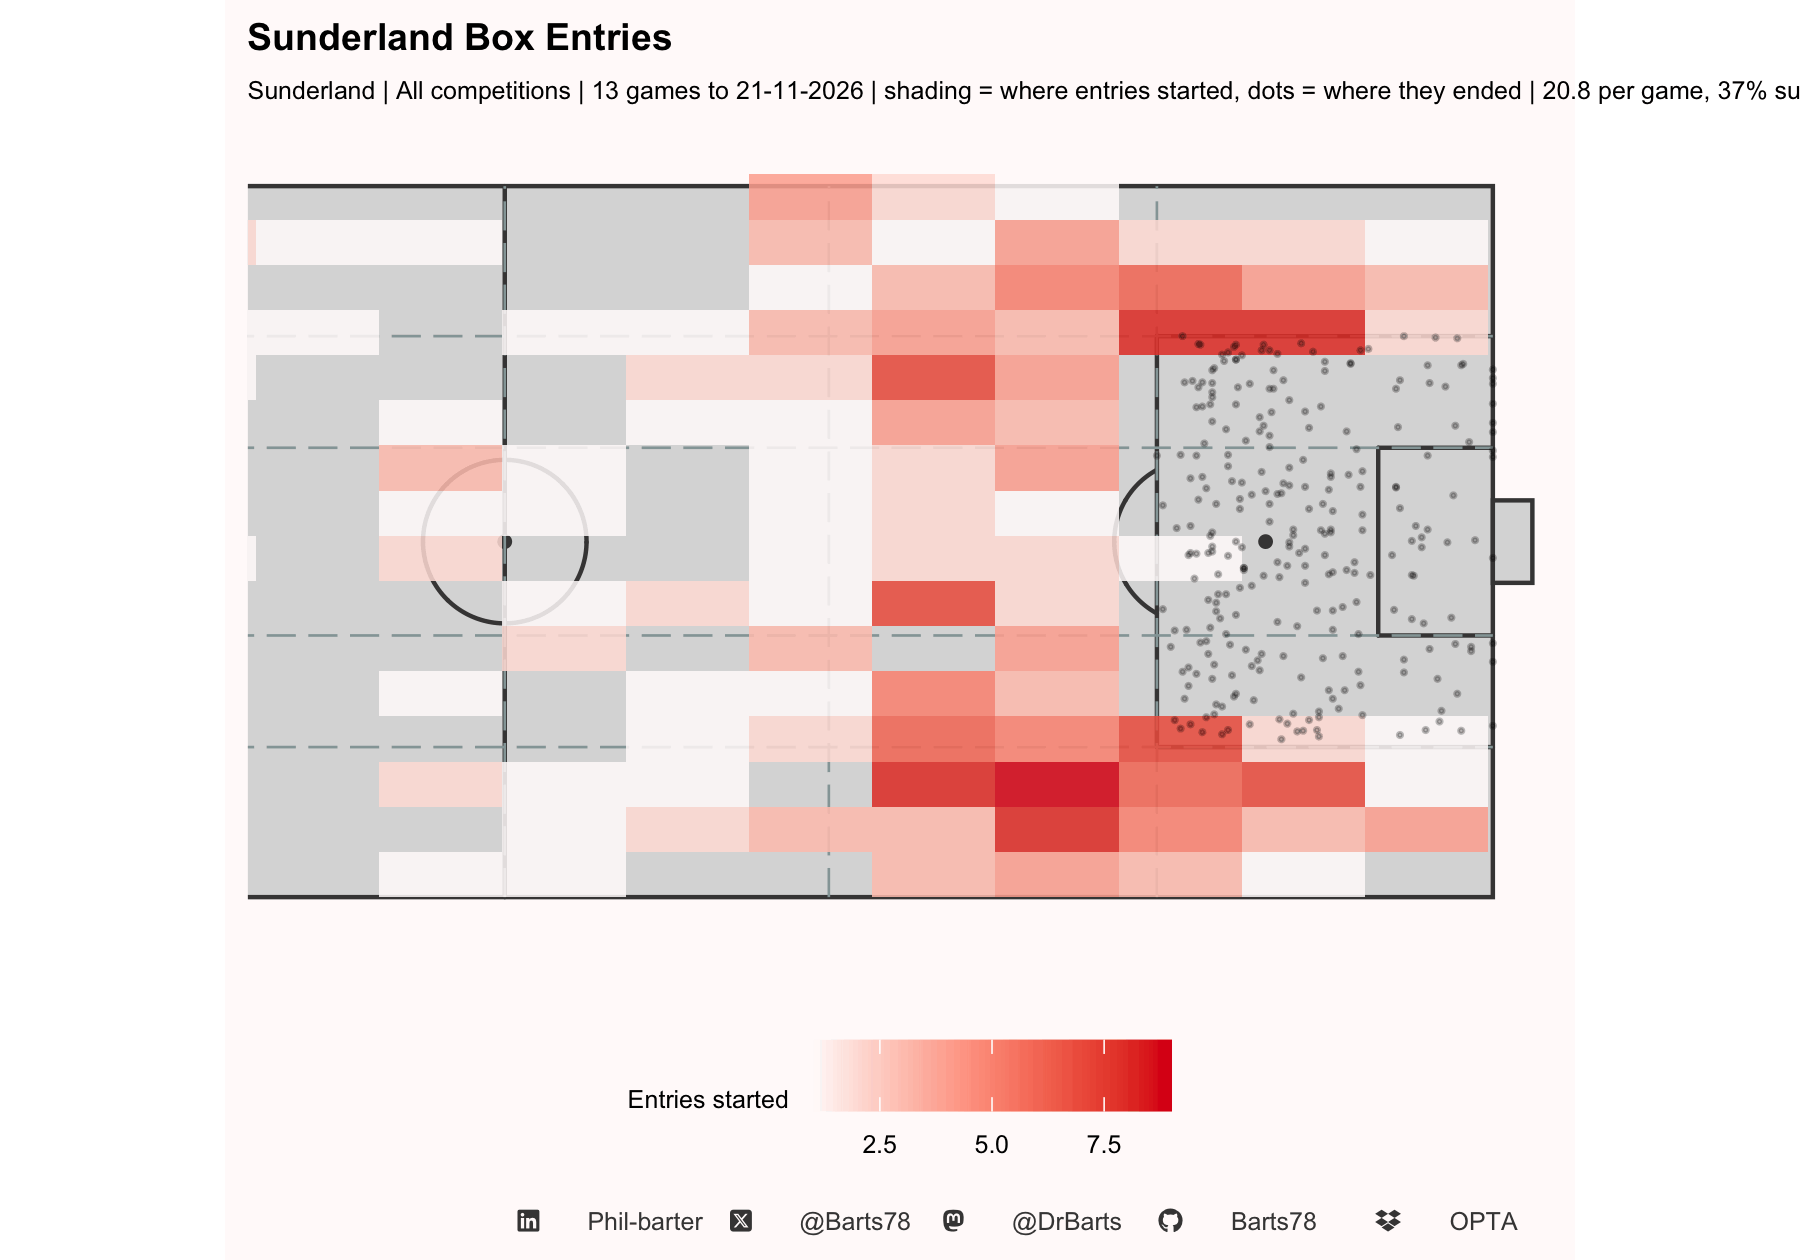 Sunderland Box Entries
Sunderland | All competitions | 13 games to 21-11-2026 | shading = where entries started, dots = where they ended | 20.8 per game, 37% su
Entries started
2.5 5.0 7.5
Phil-barter @Barts78 @DrBarts Barts78 OPTA